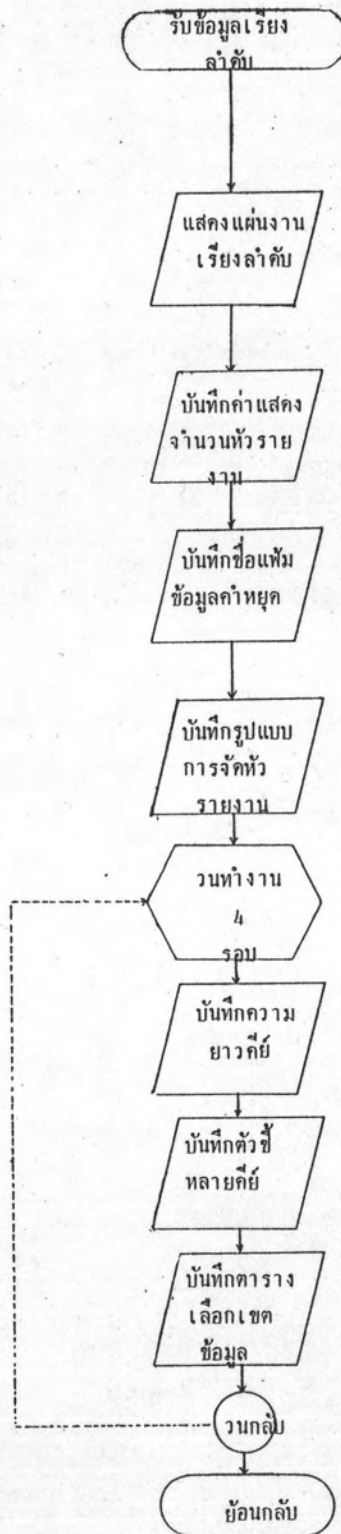 รับข้อมูลเรียง
ลำดับ
แสดงแผ่นงาน
เรียงลำดับ
บันทึกค่าแสดง
จำนวนหัวราย
งาน
บันทึกชื่อแฟ้ม
ข้อมูลคำหยุด
บันทึกรูปแบบ
การจัดหัว
รายงาน
วนทำงาน
4
รอบ
บันทึกความ
ยาวคีย์
บันทึกตัวชี้
หลายคีย์
บันทึกตาราง
เลือกเขต
ข้อมูล
วนกลับ
ย้อนกลับ